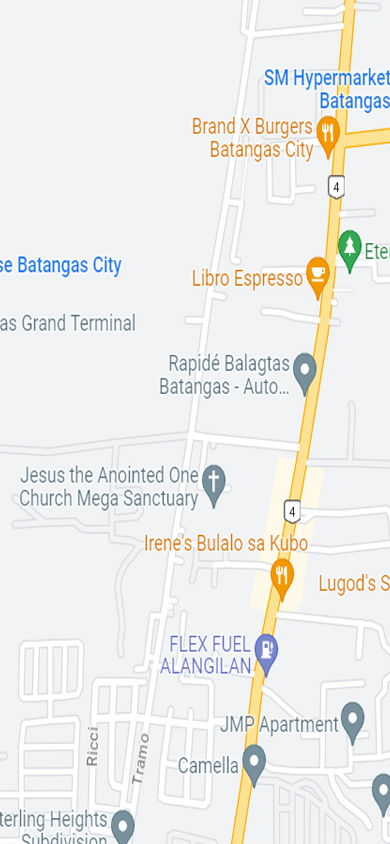 SM Hypermarket
Batangas
Brand X Burgers
Batangas City
4
Eter
se Batangas City
Libro Espresso
as Grand Terminal
Rapidé Balagtas
Batangas - Auto...
Jesus the Anointed One
Church Mega Sanctuary
4
Irene's Bulalo sa Kubo
Lugod's S
FLEX FUEL
ALANGILAN
JMP Apartment
Ricci
Tramo
Camella
terling Heights
Subdivision